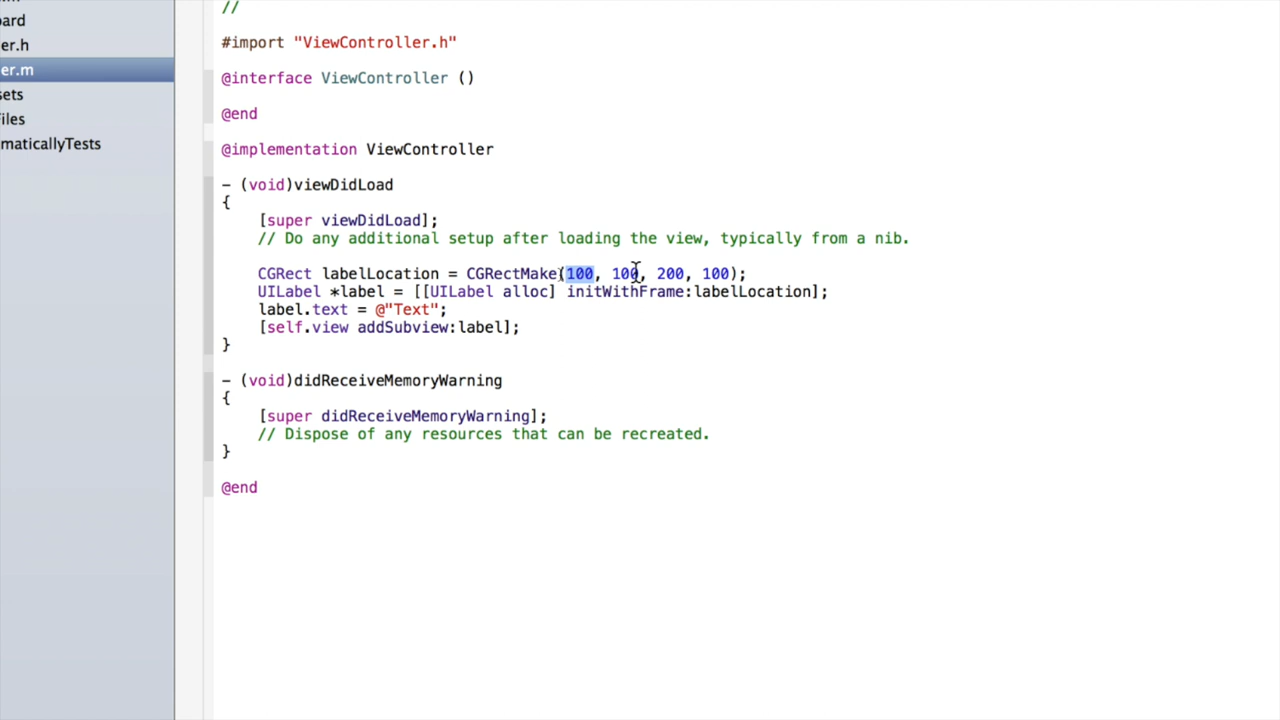 ard
er.h
er.m
sets
Files
maticallyTests
//
#import "ViewController.h"
@interface ViewController ()
@end
@implementation ViewController
- (void)viewDidLoad
{
[super viewDidLoad];
// Do any additional setup after loading the view, typically from a nib.
CGRect labelLocation = CGRectMake(100, 100, 200, 100);
UILabel *label = [[UILabel alloc] initWithFrame:labelLocation];
label.text = @"Text";
[self.view addSubview:label];
}
- (void)didReceiveMemoryWarning
{
[super didReceiveMemoryWarning];
// Dispose of any resources that can be recreated.
}
@end